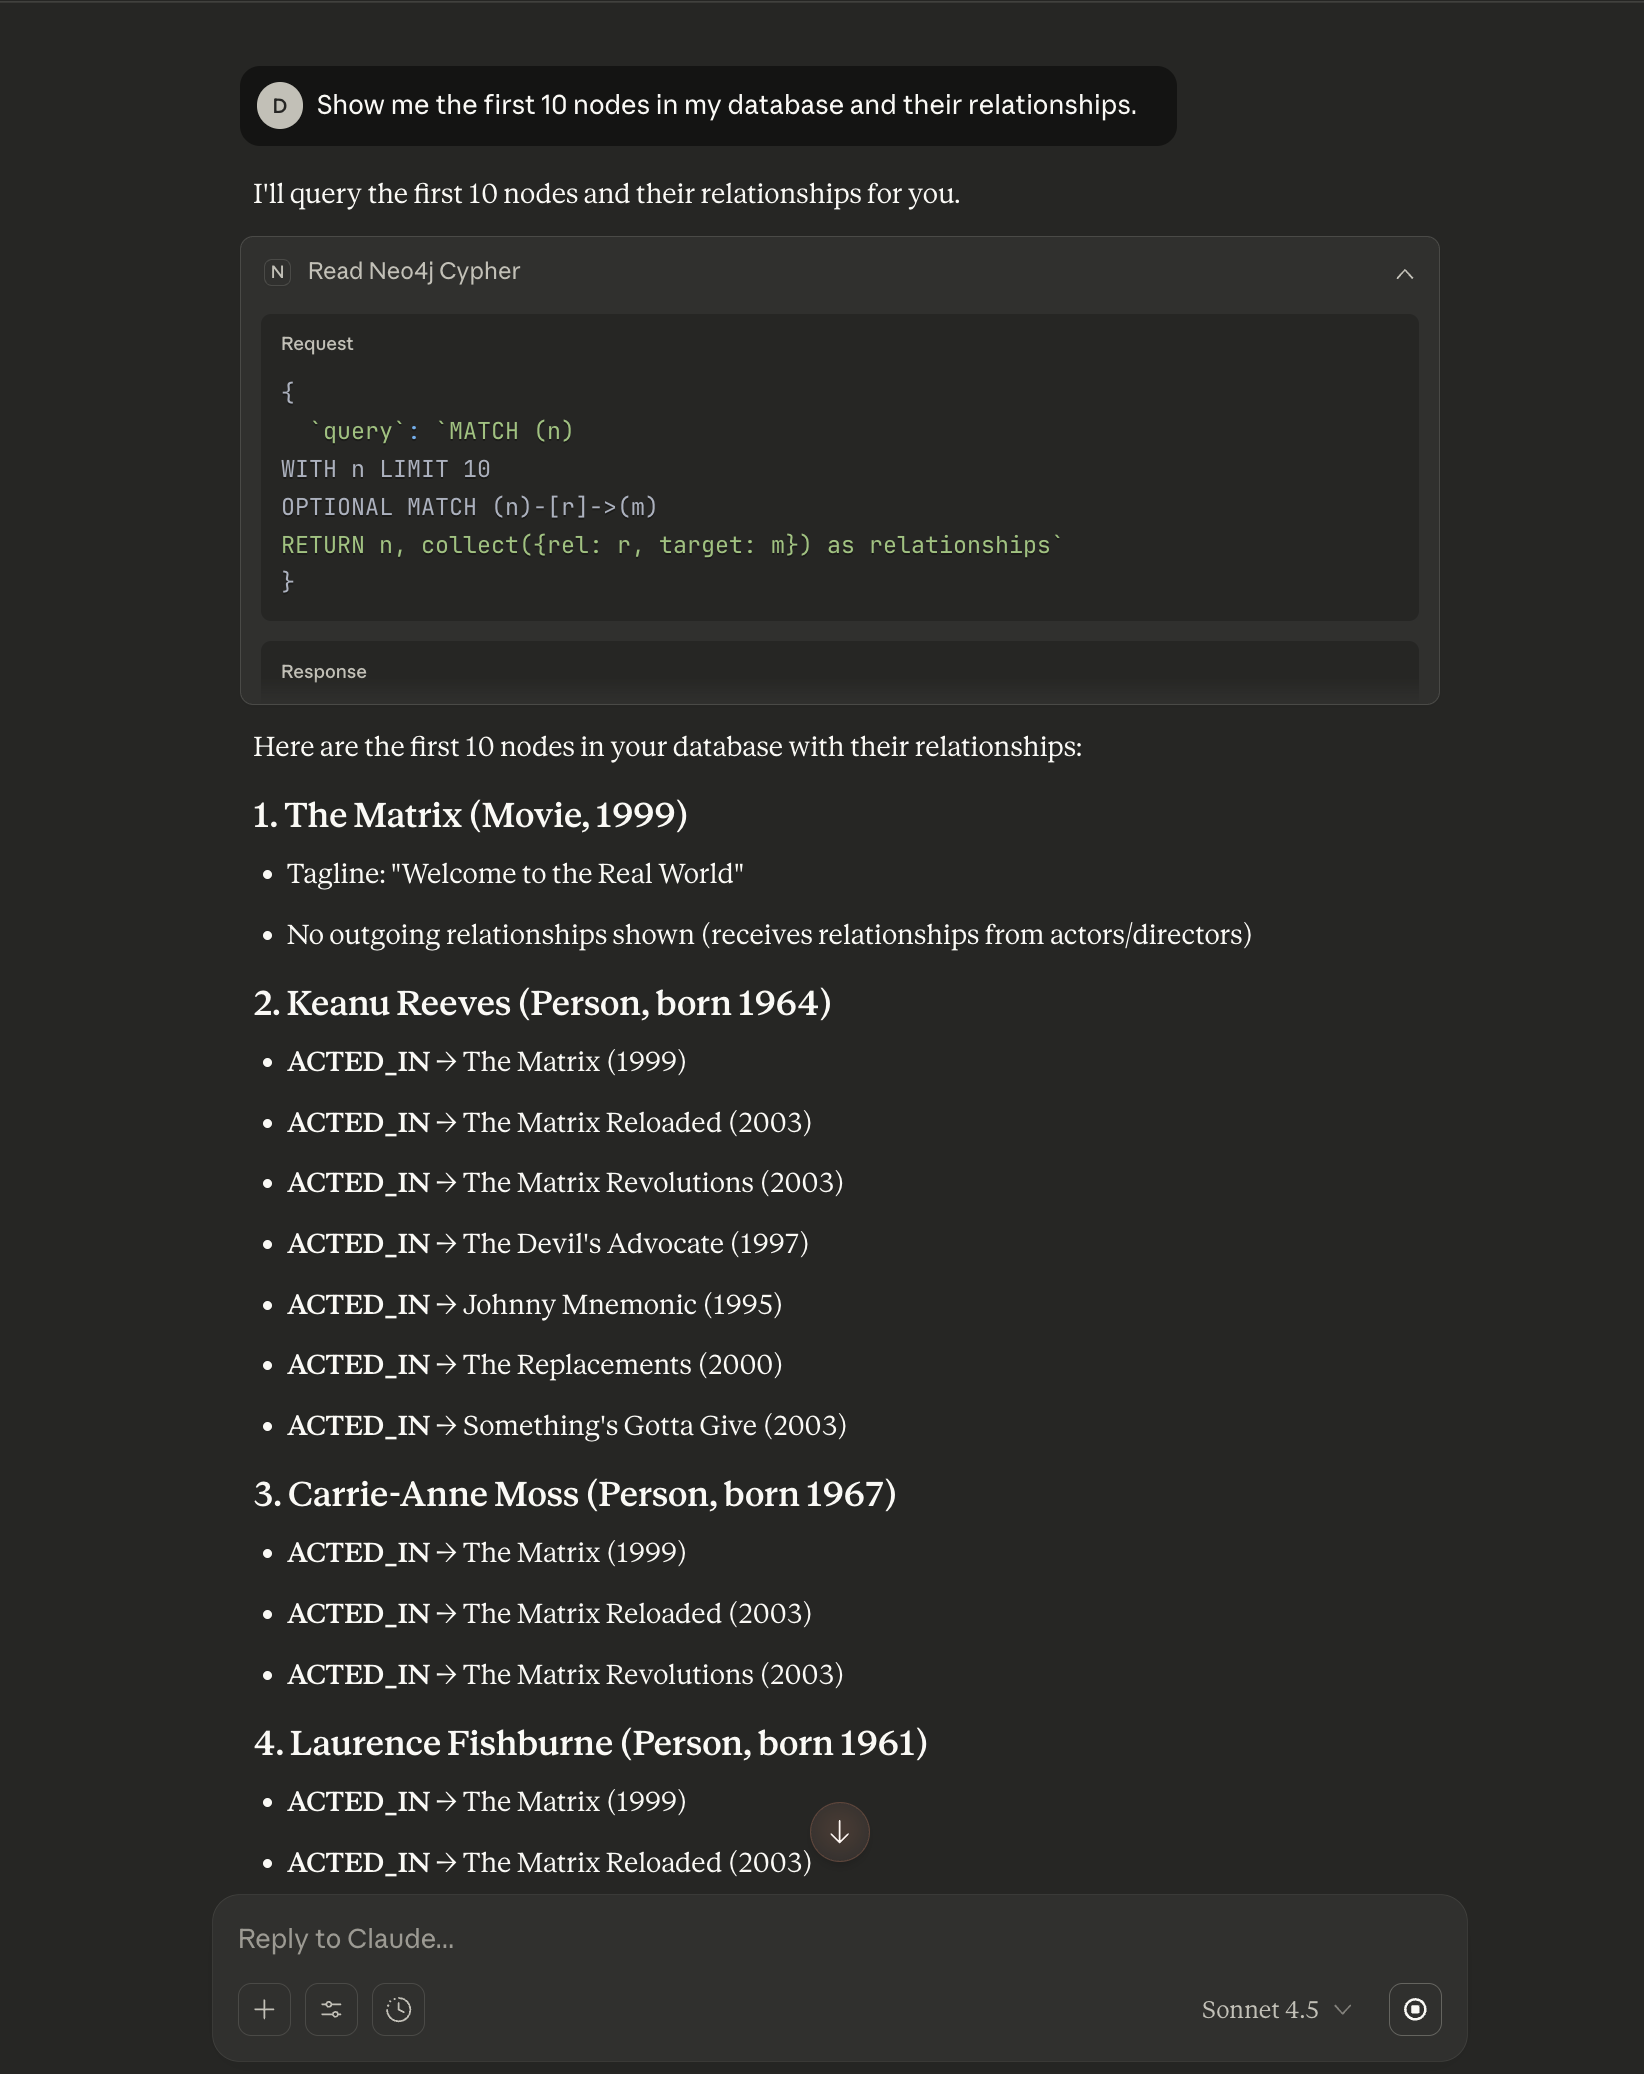 D Show me the first 10 nodes in my database and their relationships.
I'll query the first 10 nodes and their relationships for you.
N Read Neo4j Cypher
Request
{
  `query`: `MATCH (n)
WITH n LIMIT 10
OPTIONAL MATCH (n)-[r]->(m)
RETURN n, collect({rel: r, target: m}) as relationships`
}
Response
Here are the first 10 nodes in your database with their relationships:
1. The Matrix (Movie, 1999)
• Tagline: "Welcome to the Real World"
• No outgoing relationships shown (receives relationships from actors/directors)
2. Keanu Reeves (Person, born 1964)
• ACTED_IN → The Matrix (1999)
• ACTED_IN → The Matrix Reloaded (2003)
• ACTED_IN → The Matrix Revolutions (2003)
• ACTED_IN → The Devil's Advocate (1997)
• ACTED_IN → Johnny Mnemonic (1995)
• ACTED_IN → The Replacements (2000)
• ACTED_IN → Something's Gotta Give (2003)
3. Carrie-Anne Moss (Person, born 1967)
• ACTED_IN → The Matrix (1999)
• ACTED_IN → The Matrix Reloaded (2003)
• ACTED_IN → The Matrix Revolutions (2003)
4. Laurence Fishburne (Person, born 1961)
• ACTED_IN → The Matrix (1999)
• ACTED_IN → The Matrix Reloaded (2003)
Reply to Claude...
Sonnet 4.5